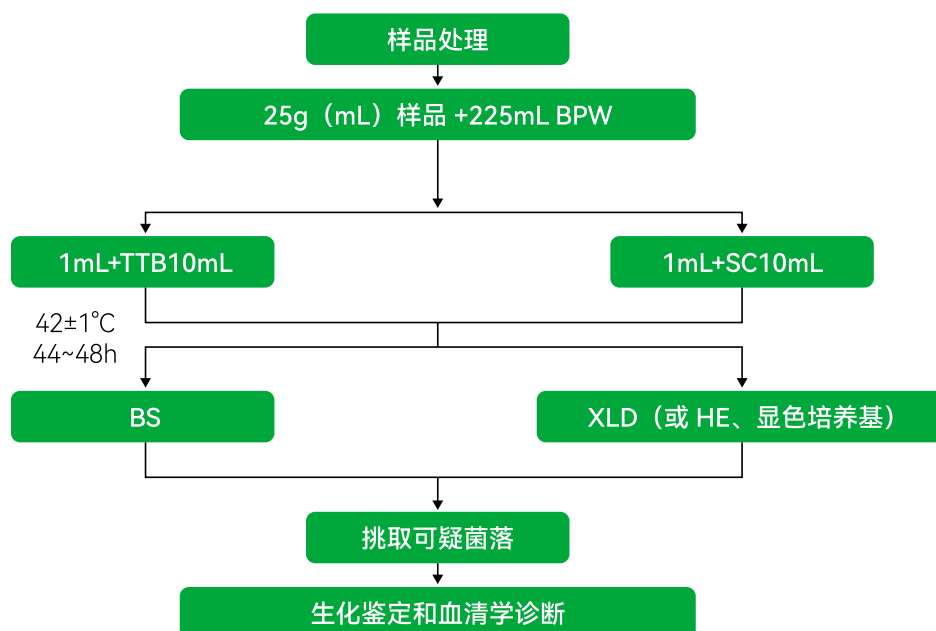 样品处理
25g（mL）样品 +225mL BPW
1mL+TTB10mL
1mL+SC10mL
42±1°C
44~48h
BS
XLD（或 HE、显色培养基）
挑取可疑菌落
生化鉴定和血清学诊断